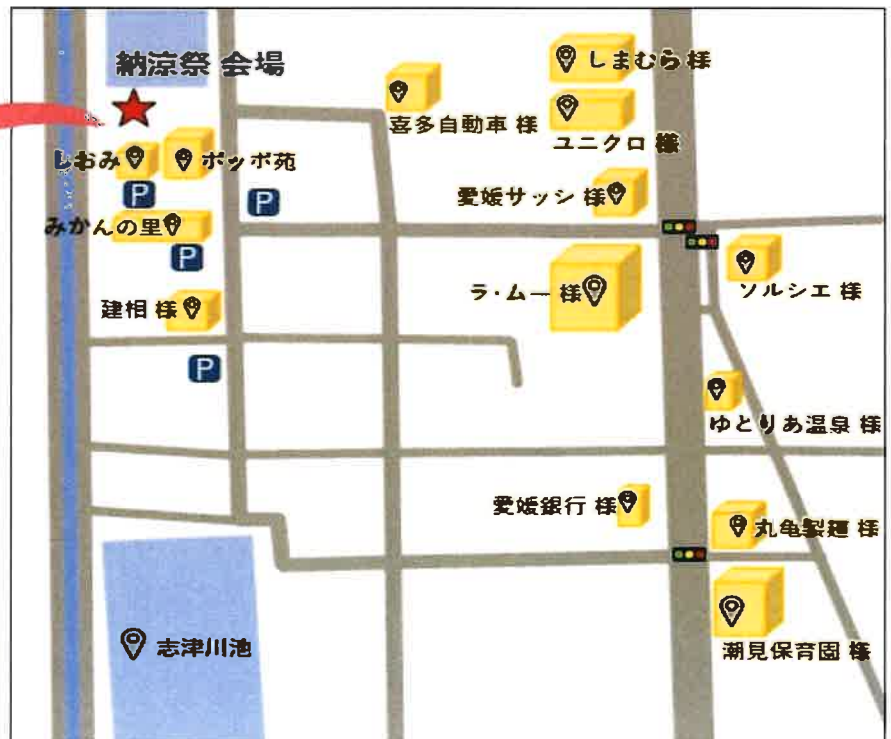 納涼祭 会場
しまむら 様
喜多自動車 様
ユニクロ 様
しおみ
ポッポ苑
P
P
愛媛サッシ 様
みかんの里
P
ラ・ムー 様
ソルシエ 様
建相 様
P
ゆとりあ温泉 様
愛媛銀行 様
丸亀製麺 様
志津川池
潮見保育園 様